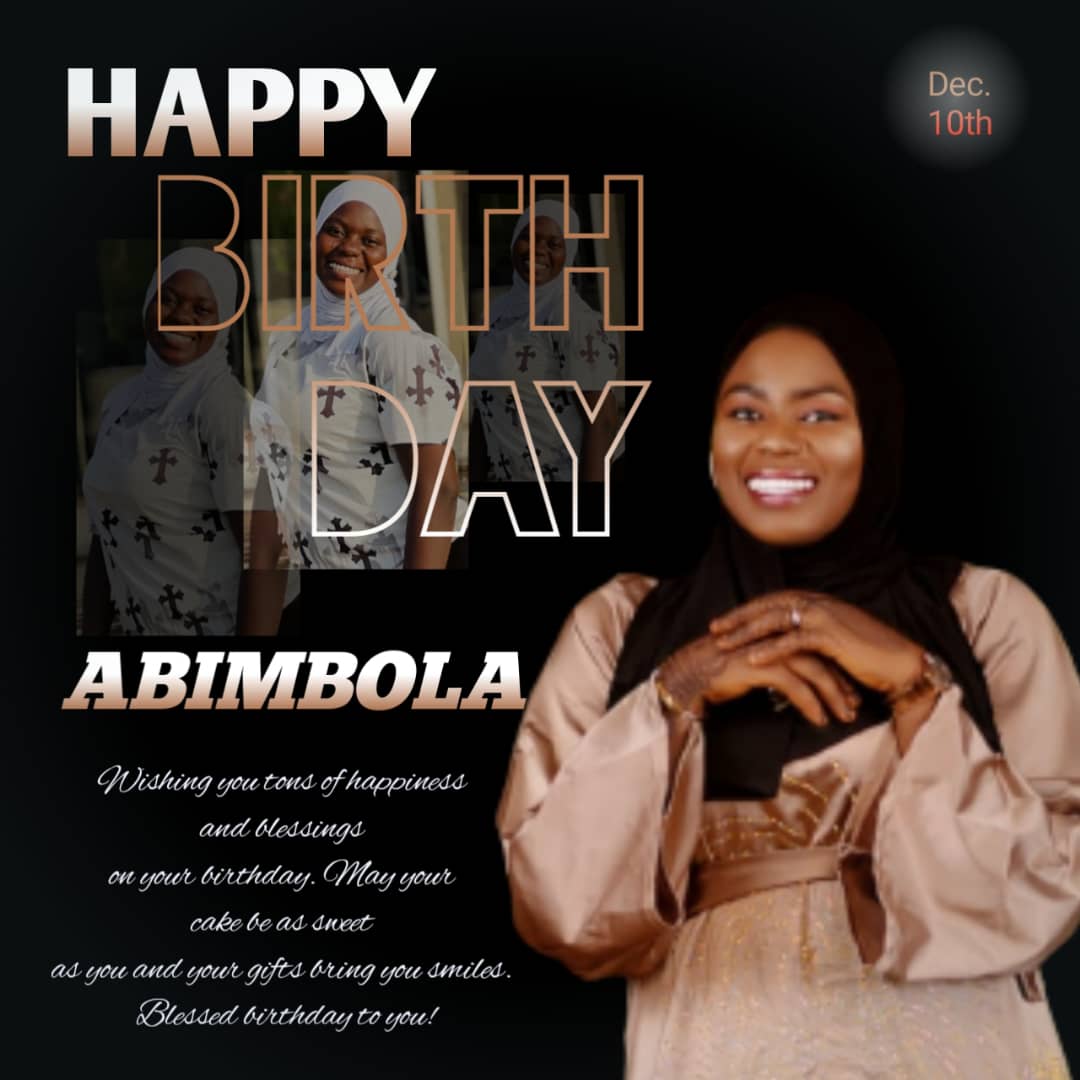 HAPPY
Dec.
10th
BIRTH
DAY
ABIMBOLA
Wishing you tons of happiness
and blessings
on your birthday. May your
cake be as sweet
as you and your gifts bring you smiles.
Blessed birthday to you!